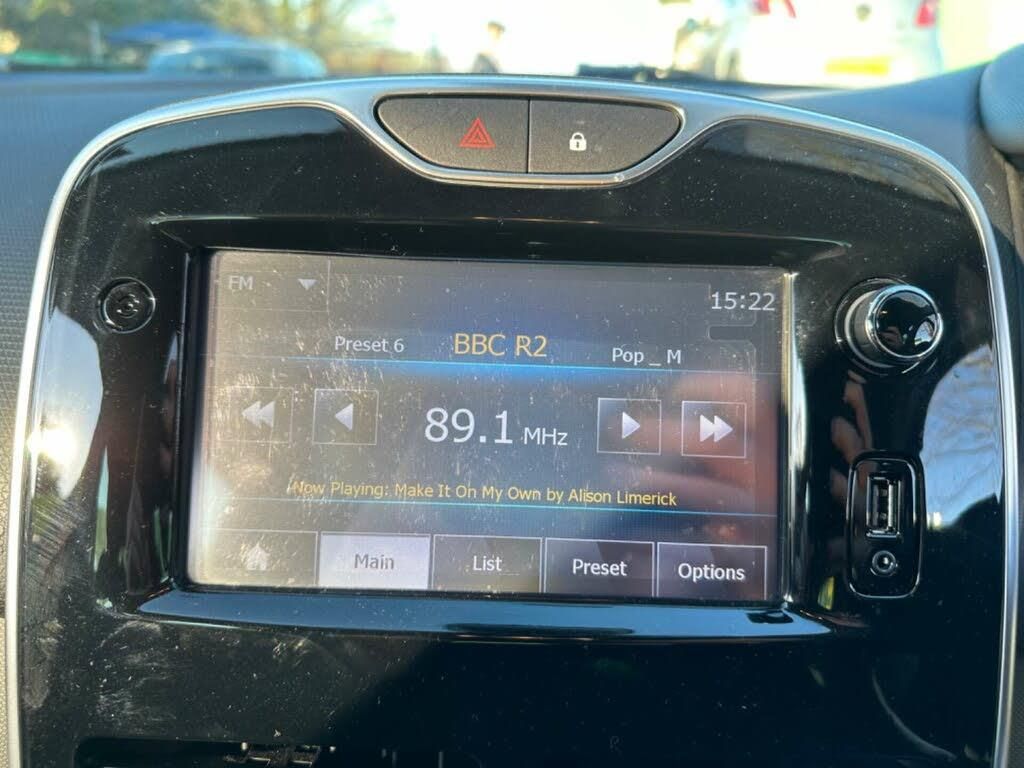 FM
15:22
Preset 6
BBC R2
Pop _ M
89.1 MHz
Now Playing: Make It On My Own by Alison Limerick
Main
List
Preset
Options